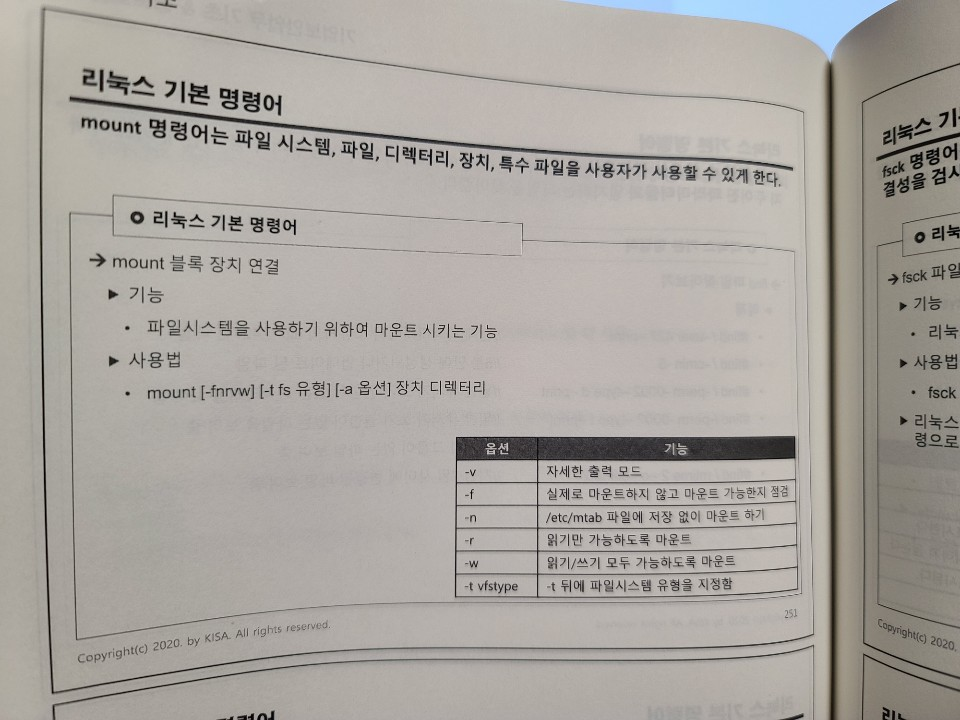 리눅스 기본 명령어
mount 명령어는 파일 시스템, 파일, 디렉터리, 장치, 특수 파일을 사용자가 사용할 수 있게 한다.
리눅스 기본 명령어
→ mount 블록 장치 연결
▶ 기능
• 파일시스템을 사용하기 위하여 마운트 시키는 기능
▶ 사용법
• mount [-fnrvw] [-t fs 유형] [-a 옵션] 장치 디렉터리
옵션 기능
-v 자세한 출력 모드
-f 실제로 마운트하지 않고 마운트 가능한지 점검
-n /etc/mtab 파일에 저장 없이 마운트 하기
-r 읽기만 가능하도록 마운트
-w 읽기/쓰기 모두 가능하도록 마운트
-t vfstype -t 뒤에 파일시스템 유형을 지정함
251
Copyright(c) 2020. by KISA. All rights reserved.
리눅스
fsck 명령어
결성을
→ fsck
▶ 기능
▶ 사용법
• fsck
▶ 리눅스
령으로
Copyright(c) 2020.